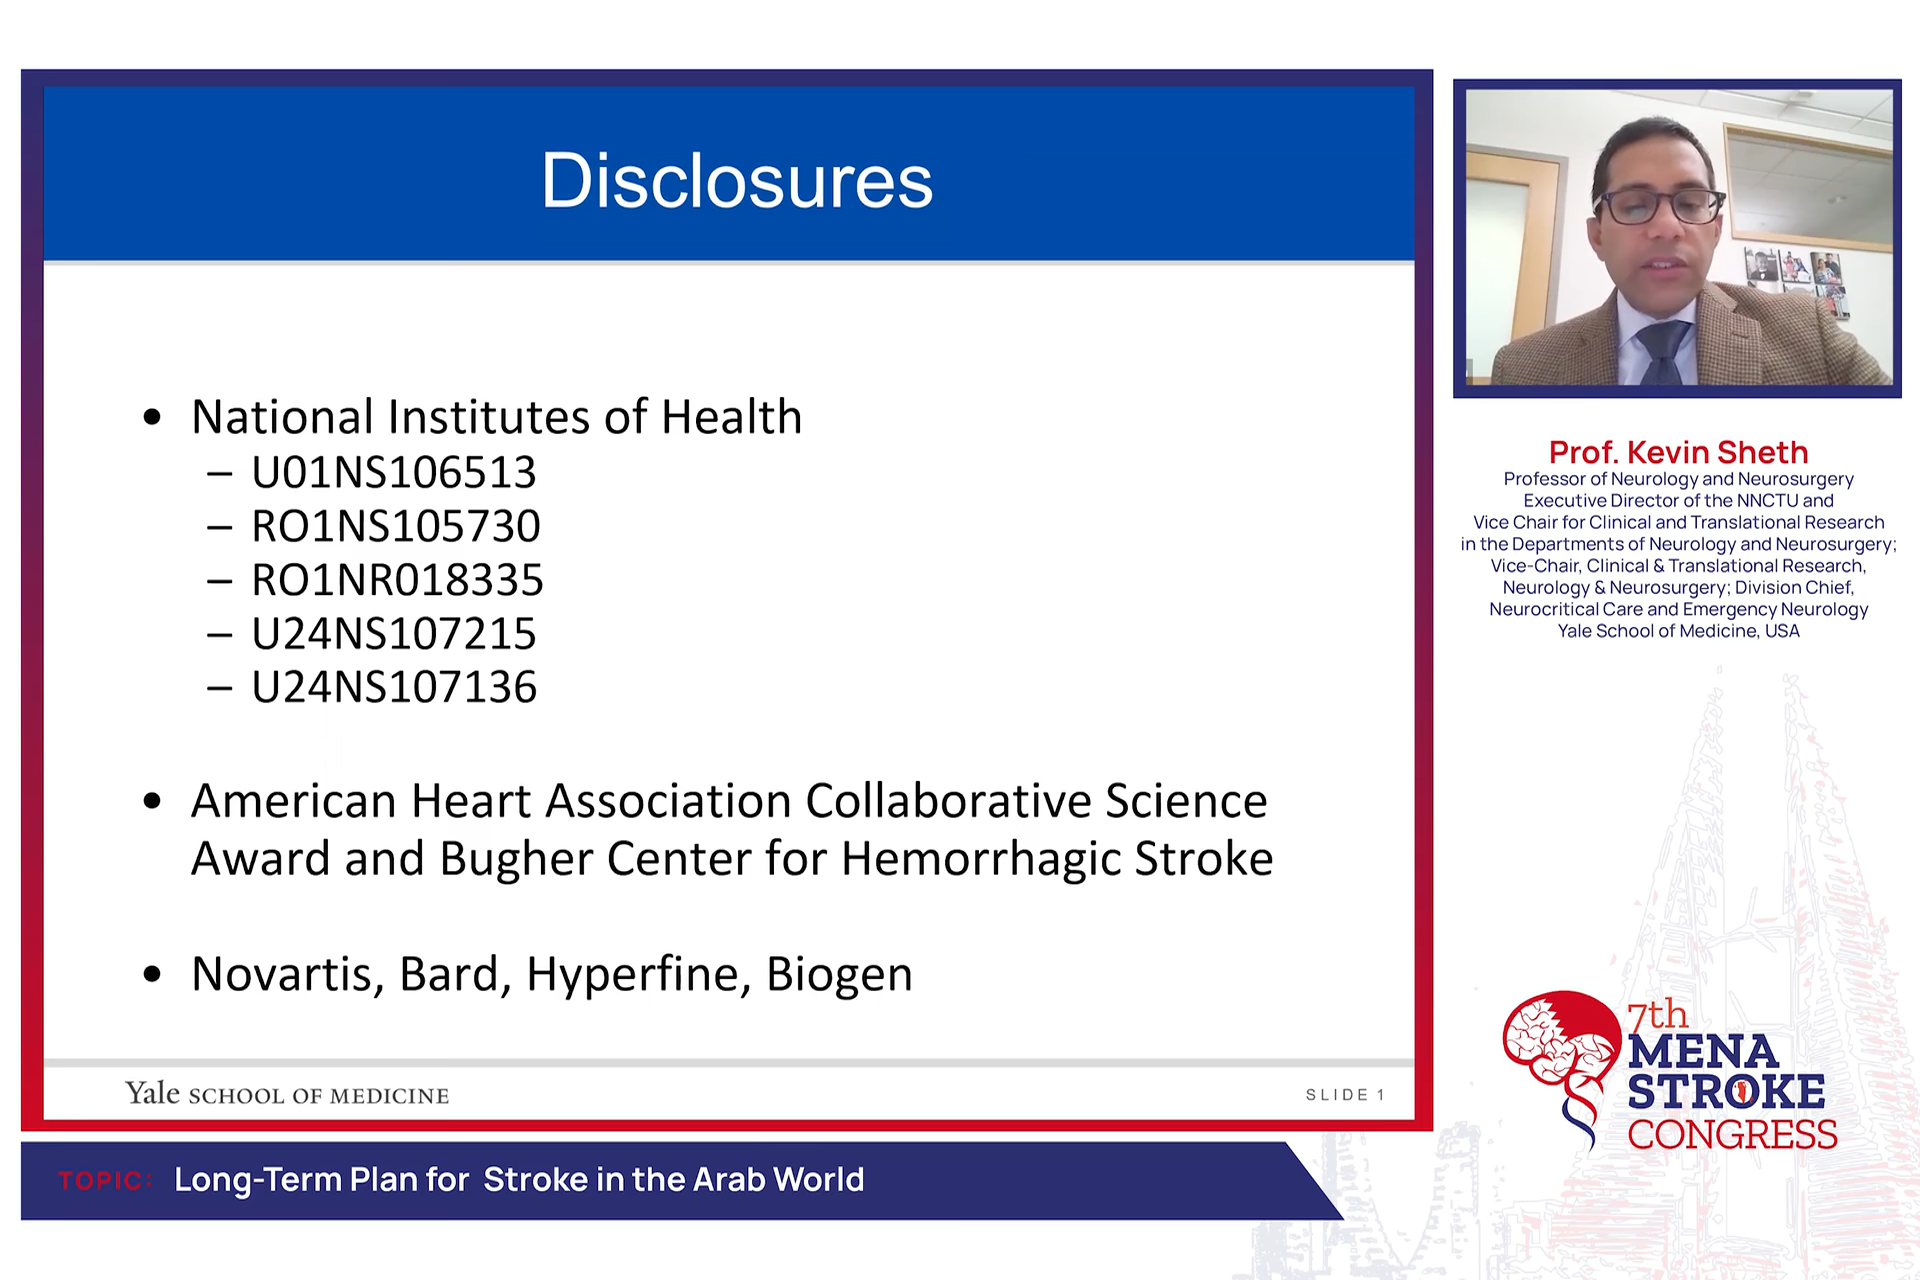 Disclosures
• National Institutes of Health
– U01NS106513
– RO1NS105730
– RO1NR018335
– U24NS107215
– U24NS107136
• American Heart Association Collaborative Science
Award and Bugher Center for Hemorrhagic Stroke
• Novartis, Bard, Hyperfine, Biogen
Yale SCHOOL OF MEDICINE
SLIDE 1
Prof. Kevin Sheth
Professor of Neurology and Neurosurgery
Executive Director of the NNCTU and
Vice Chair for Clinical and Translational Research
in the Departments of Neurology and Neurosurgery;
Vice-Chair, Clinical & Translational Research,
Neurology & Neurosurgery; Division Chief,
Neurocritical Care and Emergency Neurology
Yale School of Medicine, USA
7th
MENA
STROKE
CONGRESS
TOPIC: Long-Term Plan for Stroke in the Arab World